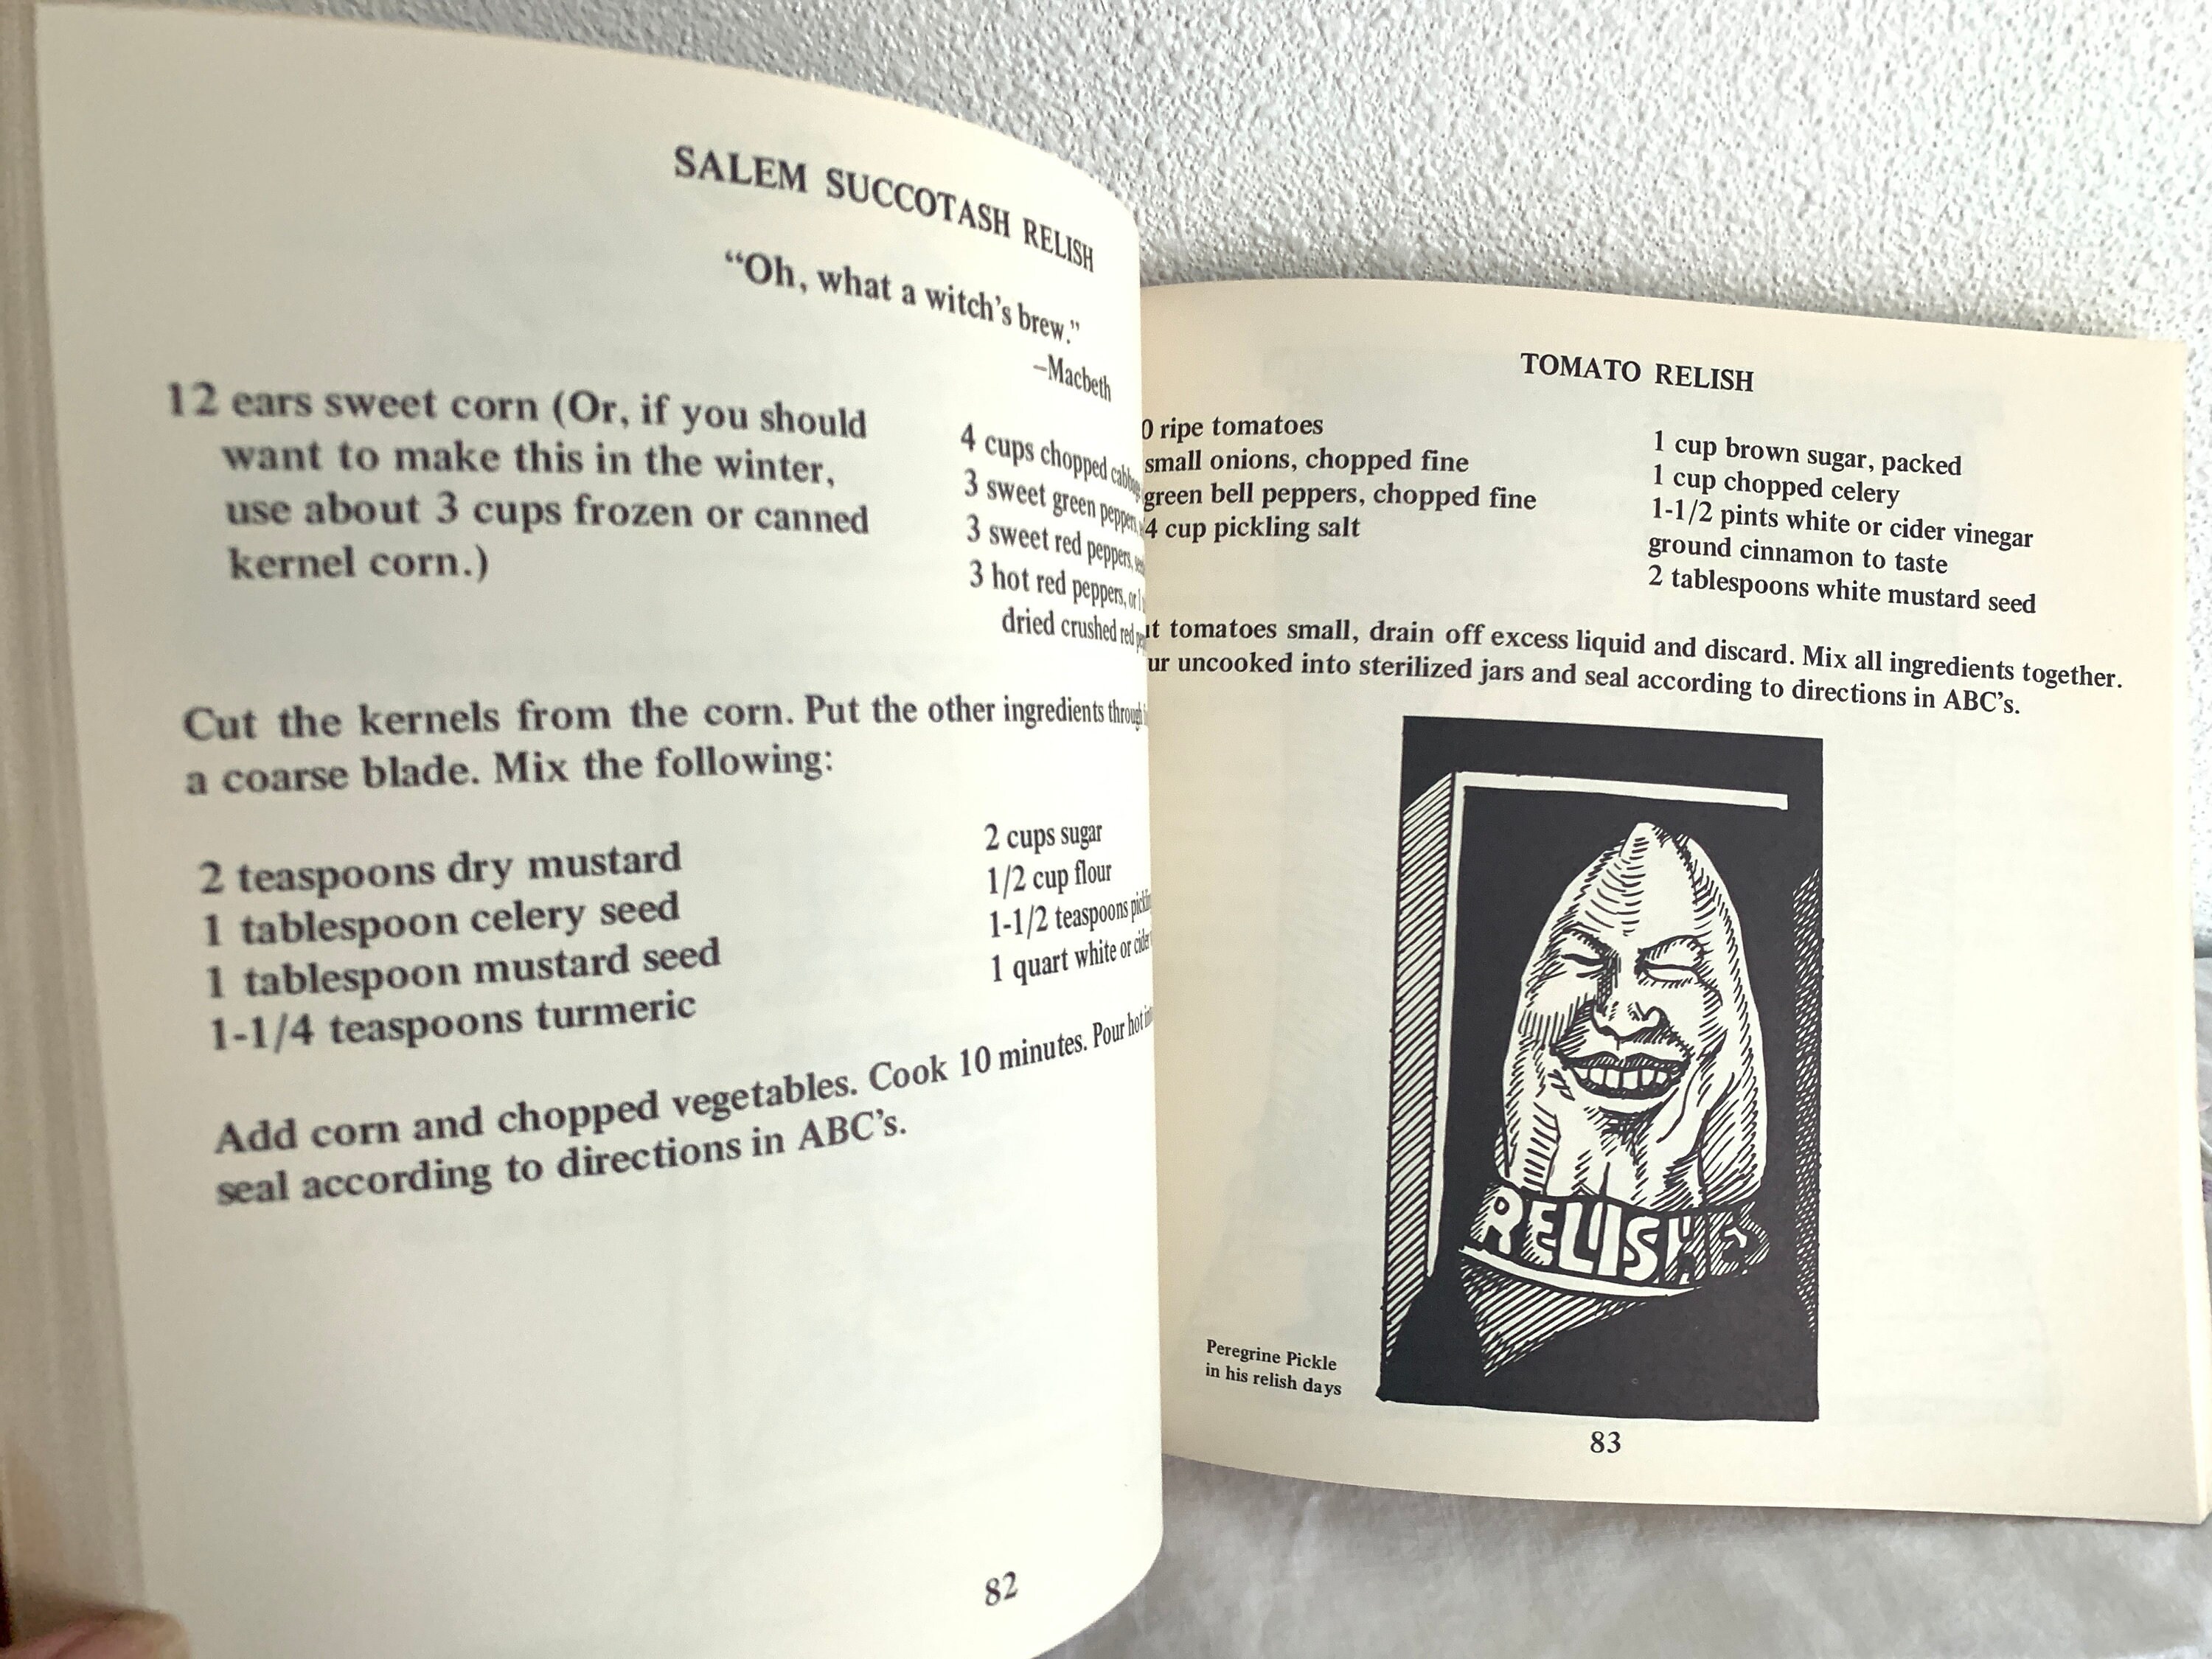 SALEM SUCCOTASH RELISH
“Oh, what a witch’s brew.”
–Macbeth
12 ears sweet corn (Or, if you should
want to make this in the winter,
use about 3 cups frozen or canned
kernel corn.)
4 cups chopped
3 sweet green
3 sweet red peppers,
3 hot red peppers, or 1
dried crushed red
Cut the kernels from the corn. Put the other ingredients through
a coarse blade. Mix the following:
2 teaspoons dry mustard
1 tablespoon celery seed
1 tablespoon mustard seed
1-1/4 teaspoons turmeric
2 cups sugar
1/2 cup flour
1-1/2 teaspoons
1 quart white or cider
Add corn and chopped vegetables. Cook 10 minutes. Pour hot
seal according to directions in ABC’s.
82
TOMATO RELISH
0 ripe tomatoes
small onions, chopped fine
green bell peppers, chopped fine
4 cup pickling salt
1 cup brown sugar, packed
1 cup chopped celery
1-1/2 pints white or cider vinegar
ground cinnamon to taste
2 tablespoons white mustard seed
tomatoes small, drain off excess liquid and discard. Mix all ingredients together.
uncooked into sterilized jars and seal according to directions in ABC’s.
RELISHES
Peregrine Pickle
in his relish days
83